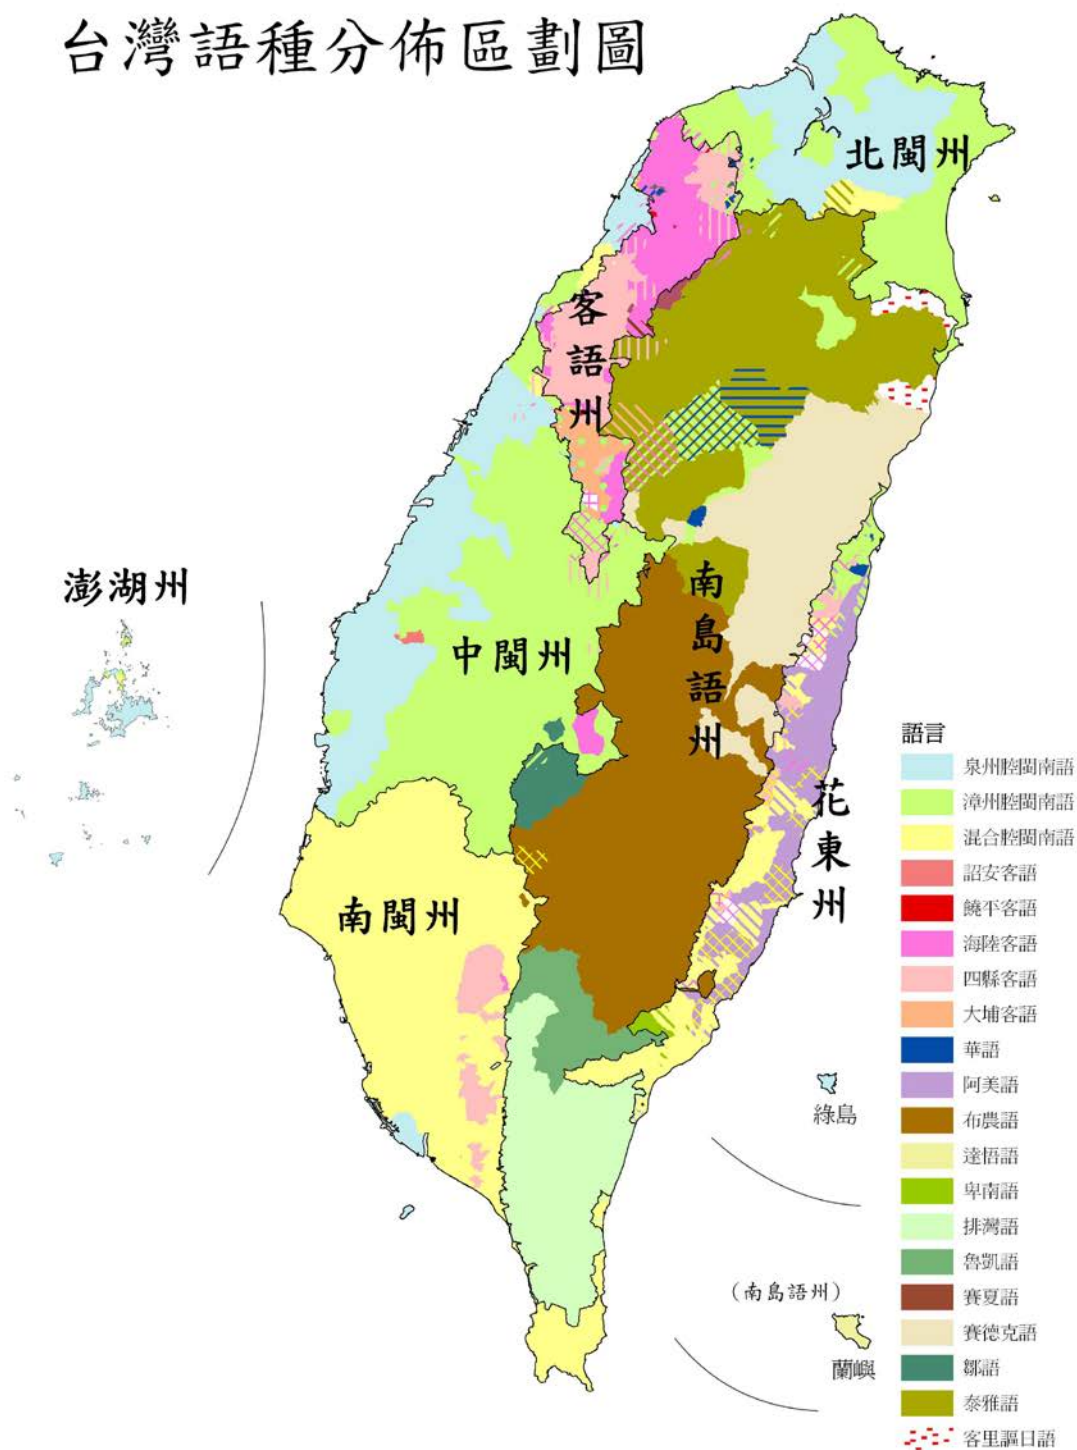 台灣語種分佈區劃圖
北閩州
客語州
澎湖州
中閩州
南島語州
花東州
南閩州
綠島
(南島語州)
蘭嶼
語言
泉州腔閩南語
漳州腔閩南語
混合腔閩南語
詔安客語
饒平客語
海陸客語
四縣客語
大埔客語
華語
阿美語
布農語
達悟語
卑南語
排灣語
魯凱語
賽夏語
賽德克語
鄒語
泰雅語
客里謳日語